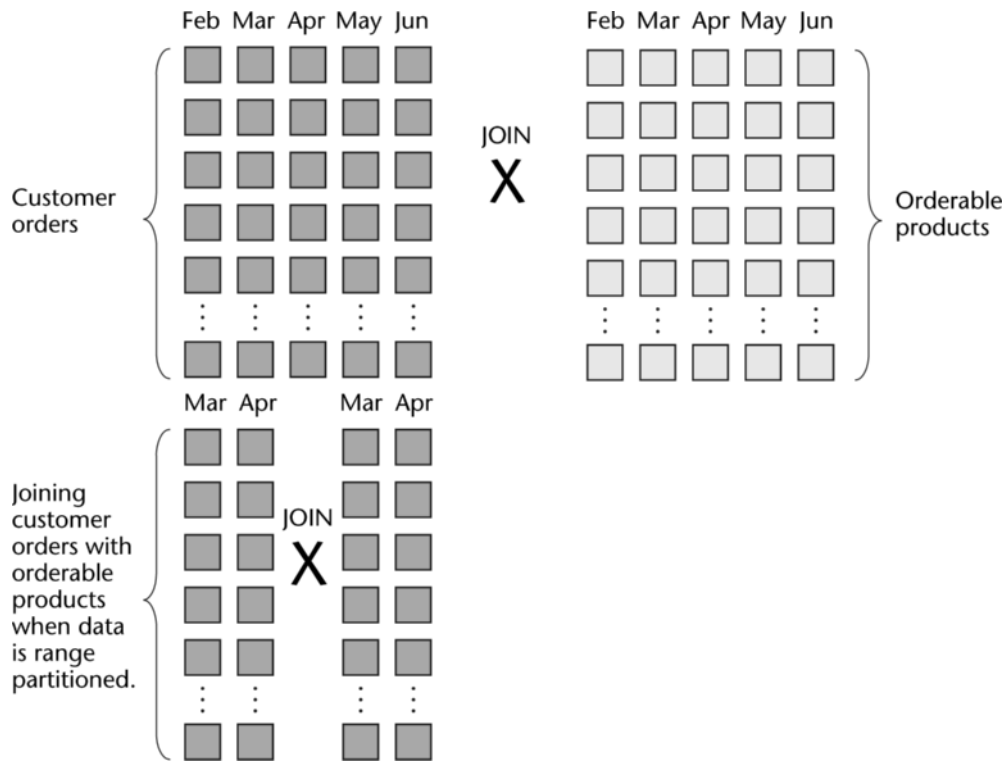 Feb Mar Apr May Jun
Feb Mar Apr May Jun
Customer
orders
JOIN
X
Orderable
products
Mar Apr
Mar Apr
Joining
customer
orders with
orderable
products
when data
is range
partitioned.
JOIN
X